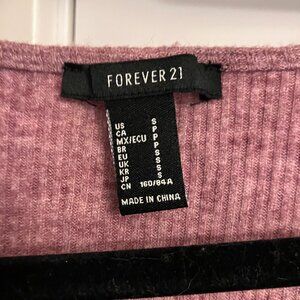 FOREVER 21
US S
CA P
MX/ECU P
BR P
EU S
UK S
KR S
JP S
CN 160/84A
MADE IN CHINA